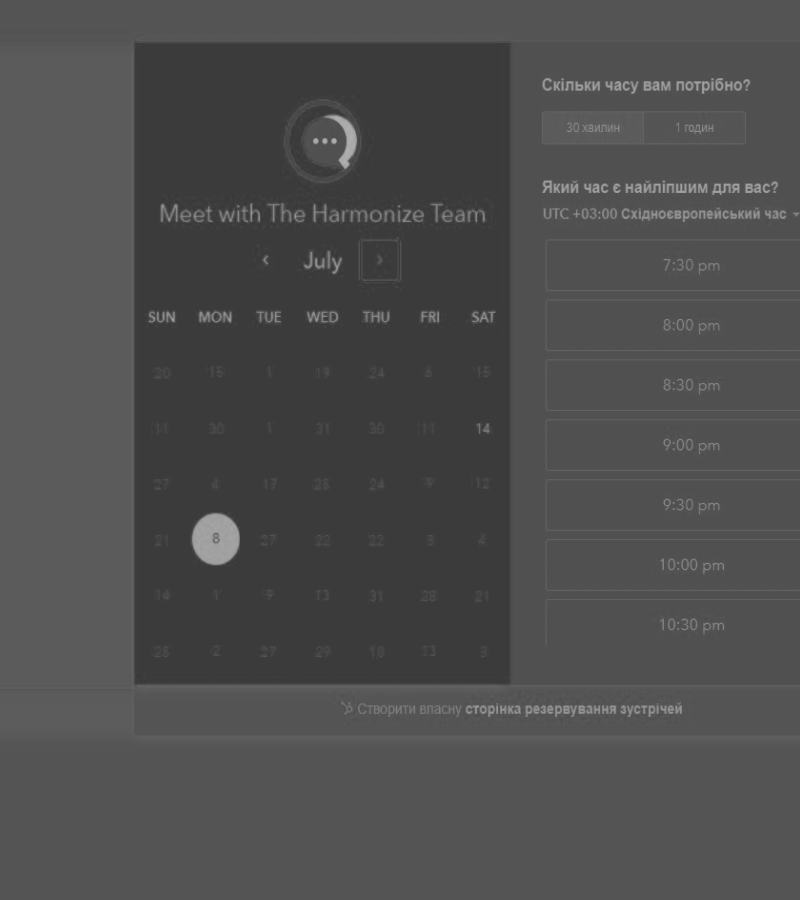 Meet with The Harmonize Team
‹ July ›
SUN MON TUE WED THU FRI SAT
20 15 1 19 24 6 15
11 30 1 31 30 11 14
27 4 17 28 24 9 12
21 8 27 22 22 3 4
14 1 9 13 31 28 21
28 2 27 29 10 13 3
Скільки часу вам потрібно?
30 хвилин 1 годин
Який час є найліпшим для вас?
UTC +03:00 Східноєвропейський час
7:30 pm
8:00 pm
8:30 pm
9:00 pm
9:30 pm
10:00 pm
10:30 pm
Створити власну сторінка резервування зустрічей